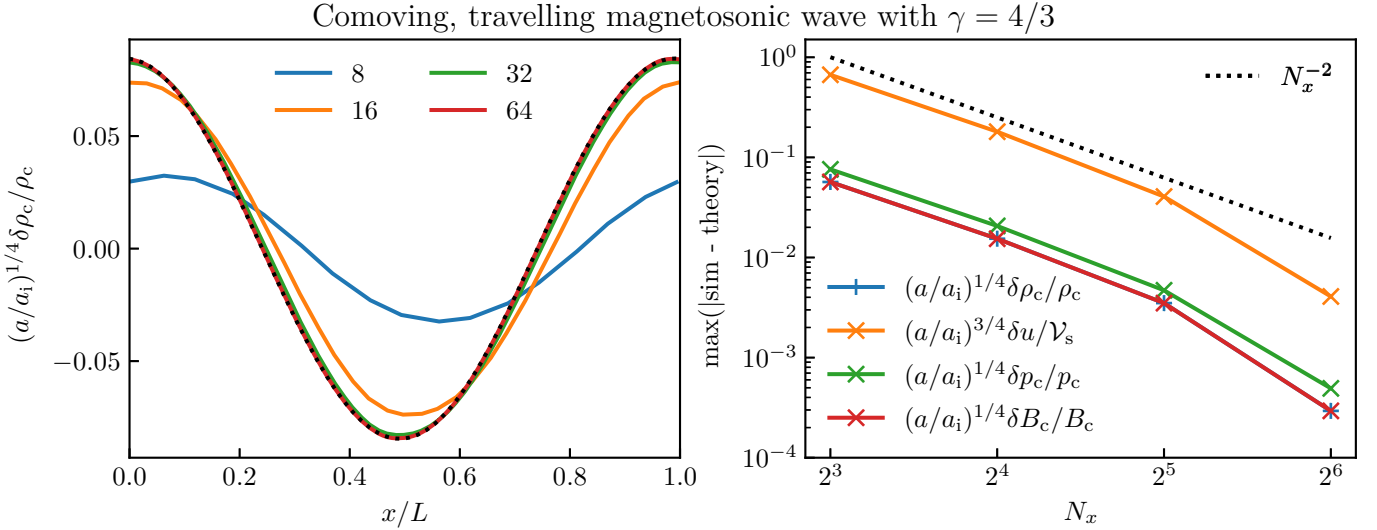 Comoving, travelling magnetosonic wave with γ = 4/3
8 32
16 64
0.05
0.00
−0.05
(a/a_i)^{1/4} δρ_c/ρ_c
0.0 0.2 0.4 0.6 0.8 1.0
x/L
N_x^{−2}
10^0
10^{−1}
10^{−2}
10^{−3}
10^{−4}
max(|sim - theory|)
(a/a_i)^{1/4} δρ_c/ρ_c
(a/a_i)^{3/4} δu/𝒱_s
(a/a_i)^{1/4} δp_c/p_c
(a/a_i)^{1/4} δB_c/B_c
2^3 2^4 2^5 2^6
N_x